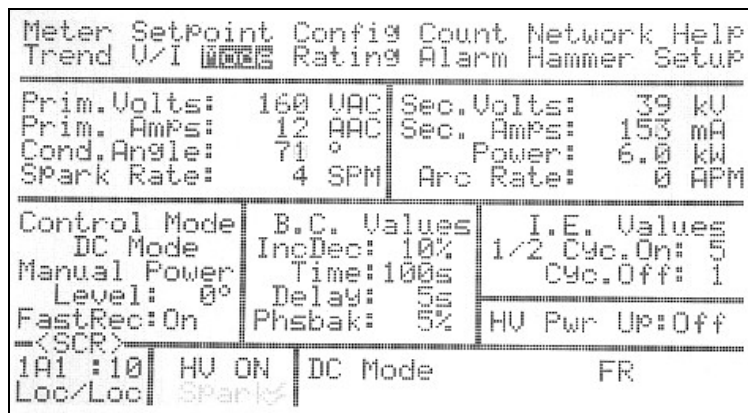 Meter Setpoint Config Count Network Help
Trend V/I Mode Rating Alarm Hammer Setup
Prim.Volts: 160 VAC
Prim. Amps: 12 AAC
Cond.Angle: 71 °
Spark Rate: 4 SPM
Sec.Volts: 39 kV
Sec. Amps: 153 mA
Power: 6.0 kW
Arc Rate: 0 APM
Control Mode
DC Mode
Manual Power
Level: 0°
FastRec:On
B.C. Values
IncDec: 10%
Time:100s
Delay: 5s
Phsbak: 5%
I.E. Values
1/2 Cyc.On: 5
Cyc.Off: 1
HV Pwr Up:Off
<SCR>
1A1 :10
Loc/Loc
HV ON
Spark
DC Mode FR